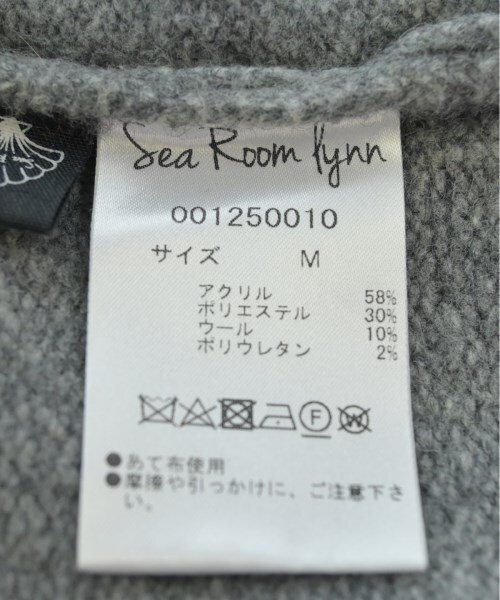 Sea Room lynn
001250010
サイズ M
アクリル 58%
ポリエステル 30%
ウール 10%
ポリウレタン 2%
F
W
●あて布使用
●摩擦や引っかけに、ご注意下さ
い。